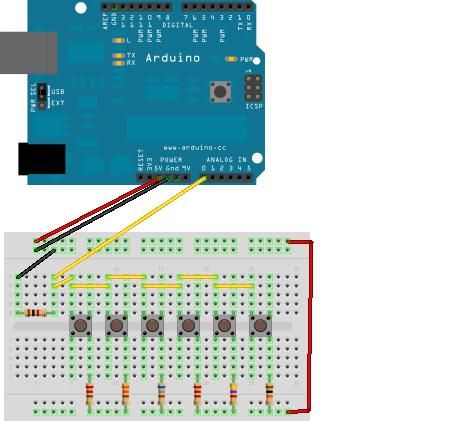 AREF
GND
13
12
11
10
9
8
7
6
5
4
3
2
1
0
PWM
PWM
PWM
PWM
PWM
PWM
TX
RX
DIGITAL
L
TX
RX
Arduino
PWR
1
ICSP
PWR SEL
USB
EXT
www.arduino.cc
POWER
ANALOG IN
RESET
3V3
5V Gnd 9V
0 1 2 3 4 5